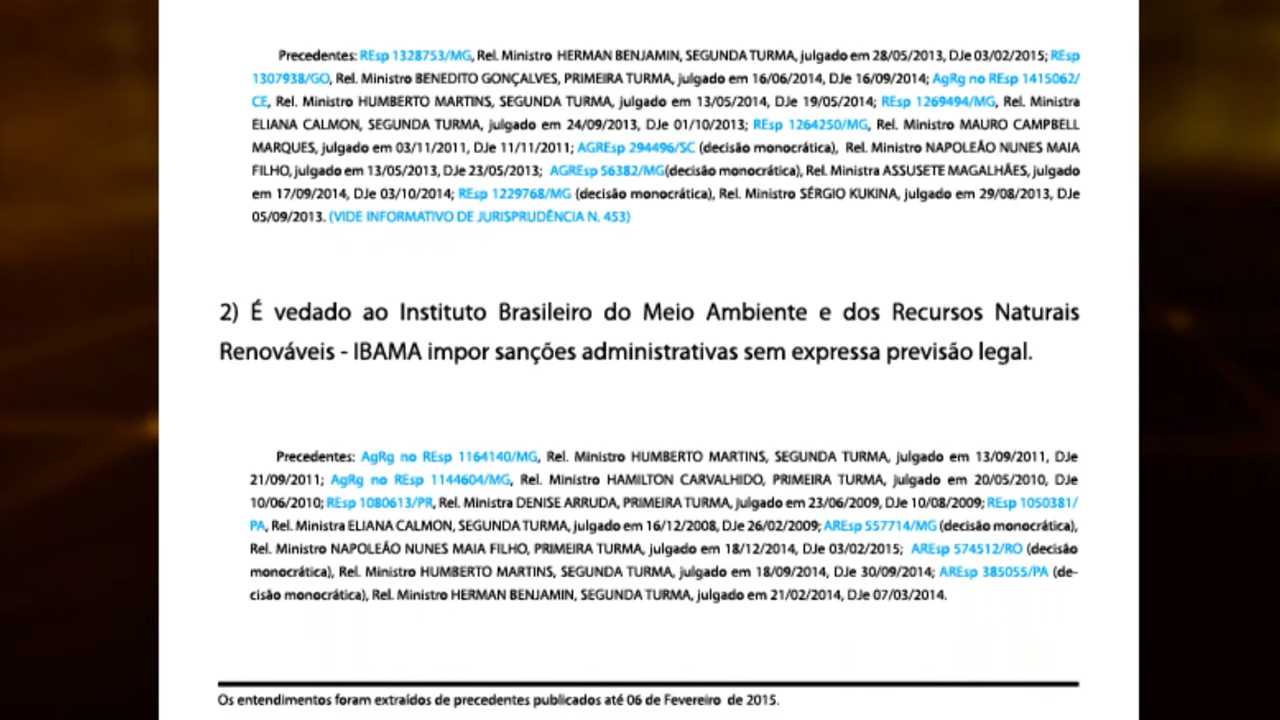 Precedentes: REsp 1328753/MG, Rel. Ministro HERMAN BENJAMIN, SEGUNDA TURMA, julgado em 28/05/2013, DJe 03/02/2015; REsp
1307938/GO, Rel. Ministro BENEDITO GONÇALVES, PRIMEIRA TURMA, julgado em 16/06/2014, DJe 16/09/2014; AgRg no REsp 1415062/
CE, Rel. Ministro HUMBERTO MARTINS, SEGUNDA TURMA, julgado em 13/05/2014, DJe 19/05/2014; REsp 1269494/MG, Rel. Ministra
ELIANA CALMON, SEGUNDA TURMA, julgado em 24/09/2013, DJe 01/10/2013; REsp 1264250/MG, Rel. Ministro MAURO CAMPBELL
MARQUES, julgado em 03/11/2011, DJe 11/11/2011; AGREsp 294496/SC (decisão monocrática), Rel. Ministro NAPOLEÃO NUNES MAIA
FILHO, julgado em 13/05/2013, DJe 23/05/2013; AGREsp 56382/MG(decisão monocrática), Rel. Ministra ASSUSETE MAGALHÃES, julgado
em 17/09/2014, DJe 03/10/2014; REsp 1229768/MG (decisão monocrática), Rel. Ministro SÉRGIO KUKINA, julgado em 29/08/2013, DJe
05/09/2013. (VIDE INFORMATIVO DE JURISPRUDÊNCIA N. 453)
2) É vedado ao Instituto Brasileiro do Meio Ambiente e dos Recursos Naturais
Renováveis - IBAMA impor sanções administrativas sem expressa previsão legal.
Precedentes: AgRg no REsp 1164140/MG, Rel. Ministro HUMBERTO MARTINS, SEGUNDA TURMA, julgado em 13/09/2011, DJe
21/09/2011; AgRg no REsp 1144604/MG, Rel. Ministro HAMILTON CARVALHIDO, PRIMEIRA TURMA, julgado em 20/05/2010, DJe
10/06/2010; REsp 1080613/PR, Rel. Ministra DENISE ARRUDA, PRIMEIRA TURMA, julgado em 23/06/2009, DJe 10/08/2009; REsp 1050381/
PA, Rel. Ministra ELIANA CALMON, SEGUNDA TURMA, julgado em 16/12/2008, DJe 26/02/2009; AREsp 557714/MG (decisão monocrática),
Rel. Ministro NAPOLEÃO NUNES MAIA FILHO, PRIMEIRA TURMA, julgado em 18/12/2014, DJe 03/02/2015; AREsp 574512/RO (decisão
monocrática), Rel. Ministro HUMBERTO MARTINS, SEGUNDA TURMA, julgado em 18/09/2014, DJe 30/09/2014; AREsp 385055/PA (de-
cisão monocrática), Rel. Ministro HERMAN BENJAMIN, SEGUNDA TURMA, julgado em 21/02/2014, DJe 07/03/2014.
Os entendimentos foram extraídos de precedentes publicados até 06 de Fevereiro de 2015.